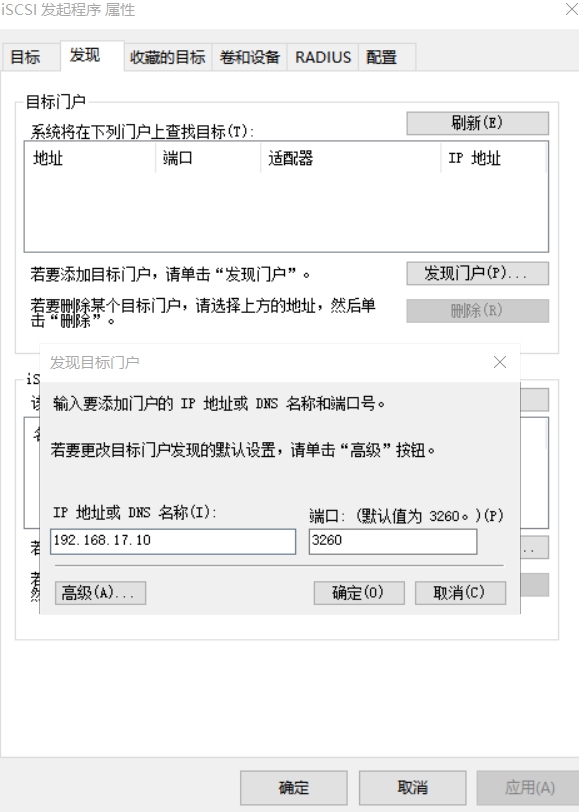 iSCSI 发起程序 属性
目标 发现 收藏的目标 卷和设备 RADIUS 配置
目标门户
系统将在下列门户上查找目标(T):
刷新(E)
地址 端口 适配器 IP 地址
若要添加目标门户，请单击“发现门户”。
发现门户(P)...
若要删除某个目标门户，请选择上方的地址，然后单
击“删除”。
删除(R)
发现目标门户
iS
输入要添加门户的 IP 地址或 DNS 名称和端口号。
若要更改目标门户发现的默认设置，请单击“高级”按钮。
IP 地址或 DNS 名称(I):
端口: (默认值为 3260。)(P)
192.168.17.10
3260
高级(A)...
确定(O)
取消(C)
确定
取消
应用(A)